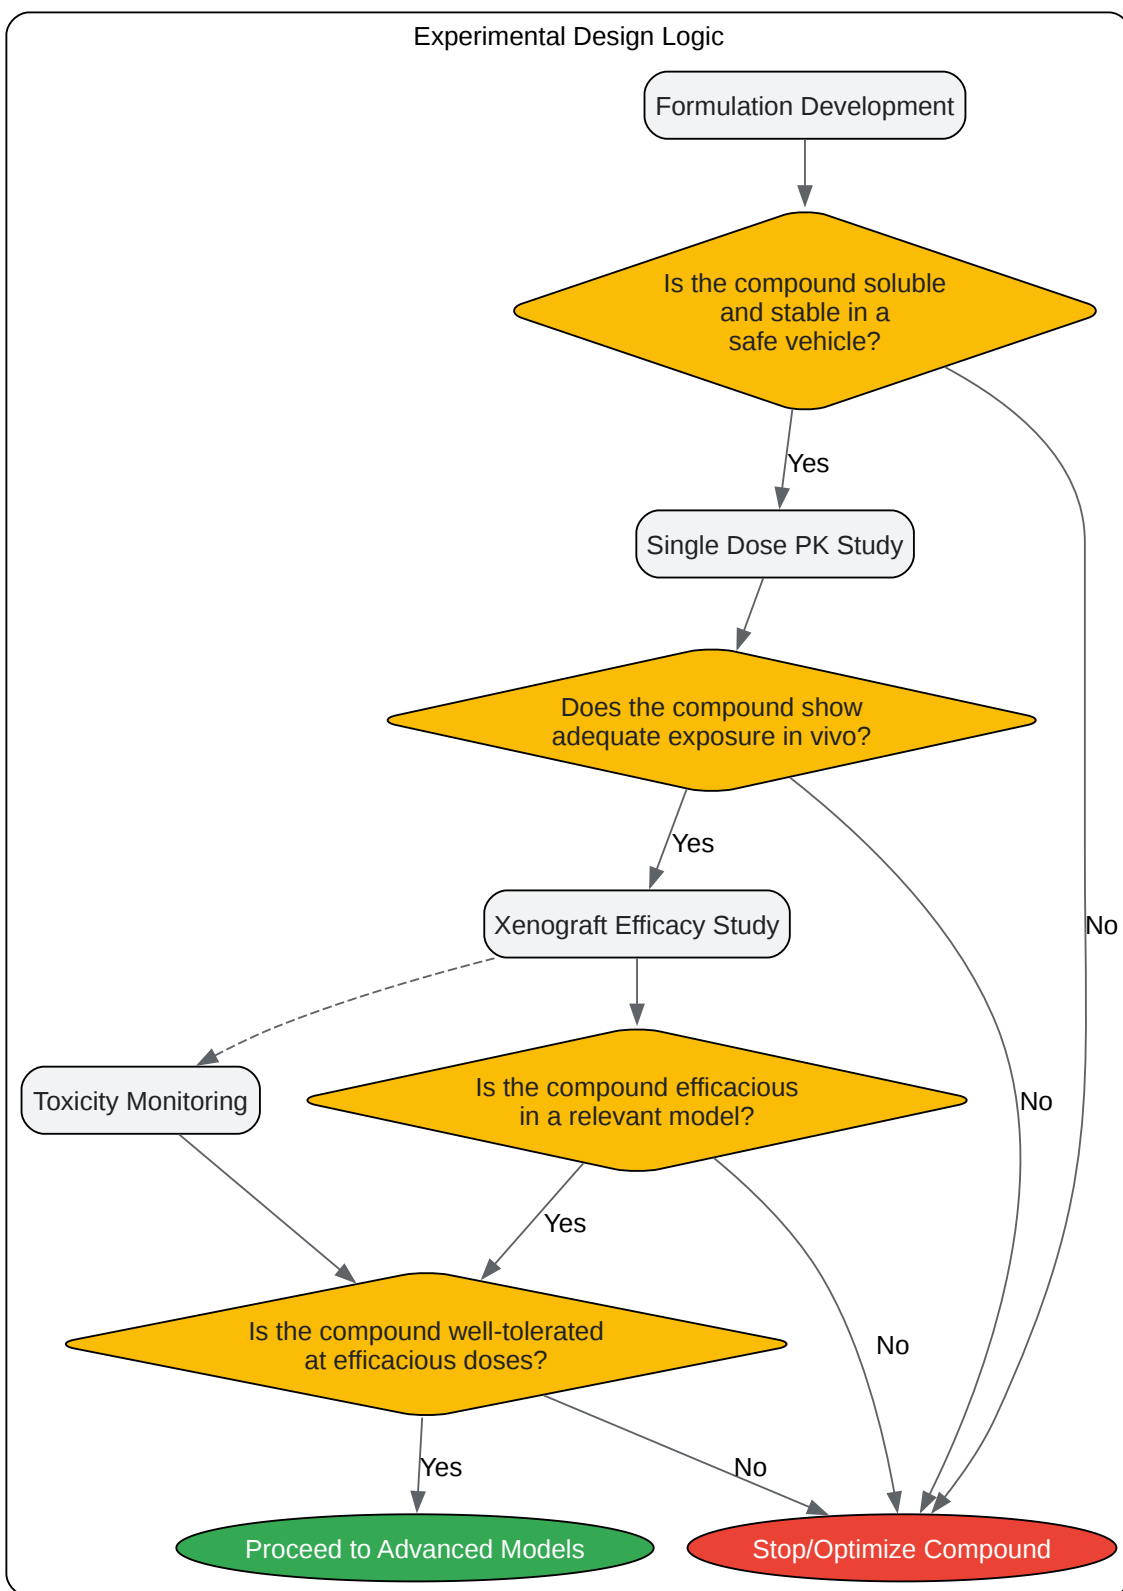 Experimental Design Logic
Formulation Development
Is the compound soluble
and stable in a
safe vehicle?
Yes
Single Dose PK Study
Does the compound show
adequate exposure in vivo?
Yes
Xenograft Efficacy Study
No
Toxicity Monitoring
Is the compound efficacious
in a relevant model?
No
Yes
Is the compound well-tolerated
at efficacious doses?
No
Yes
No
Proceed to Advanced Models
Stop/Optimize Compound